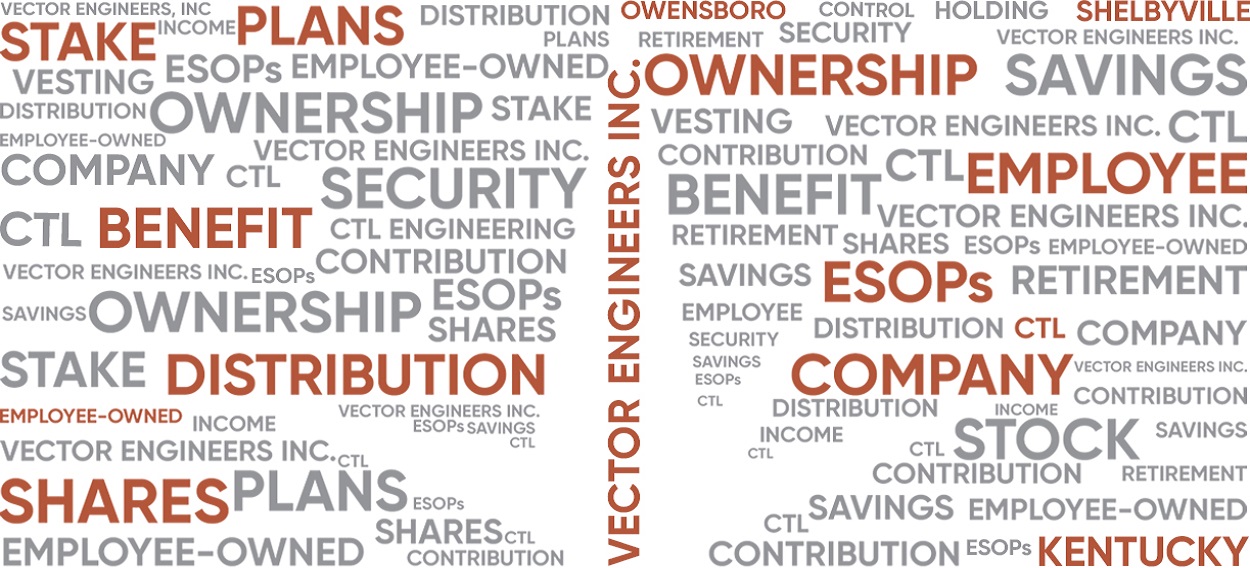 VECTOR ENGINEERS, INC
STAKE
INCOME
PLANS
DISTRIBUTION
PLANS
VESTING
ESOPs
EMPLOYEE-OWNED
DISTRIBUTION
OWNERSHIP
STAKE
EMPLOYEE-OWNED
COMPANY
CTL
VECTOR ENGINEERS INC.
SECURITY
CTL
BENEFIT
CTL ENGINEERING
VECTOR ENGINEERS INC.
ESOPs
CONTRIBUTION
SAVINGS
OWNERSHIP
ESOPs
SHARES
STAKE
DISTRIBUTION
EMPLOYEE-OWNED
INCOME
VECTOR ENGINEERS INC.
ESOPs
SAVINGS
CTL
VECTOR ENGINEERS INC.
CTL
SHARES
PLANS
ESOPs
SHARES
CTL
EMPLOYEE-OWNED
CONTRIBUTION
VECTOR ENGINEERS INC.
OWENSBORO
CONTROL
HOLDING
SHELBYVILLE
RETIREMENT
SECURITY
VECTOR ENGINEERS INC.
OWNERSHIP
SAVINGS
VESTING
VECTOR ENGINEERS INC.
CTL
CONTRIBUTION
CTL
EMPLOYEE
BENEFIT
VECTOR ENGINEERS INC.
RETIREMENT
SHARES
ESOPs
EMPLOYEE-OWNED
SAVINGS
ESOPs
RETIREMENT
EMPLOYEE
DISTRIBUTION
CTL
COMPANY
SECURITY
SAVINGS
ESOPs
CTL
COMPANY
VECTOR ENGINEERS INC.
DISTRIBUTION
INCOME
CONTRIBUTION
INCOME
CTL
CTL
STOCK
SAVINGS
CONTRIBUTION
RETIREMENT
CTL
SAVINGS
EMPLOYEE-OWNED
CONTRIBUTION
ESOPs
KENTUCKY